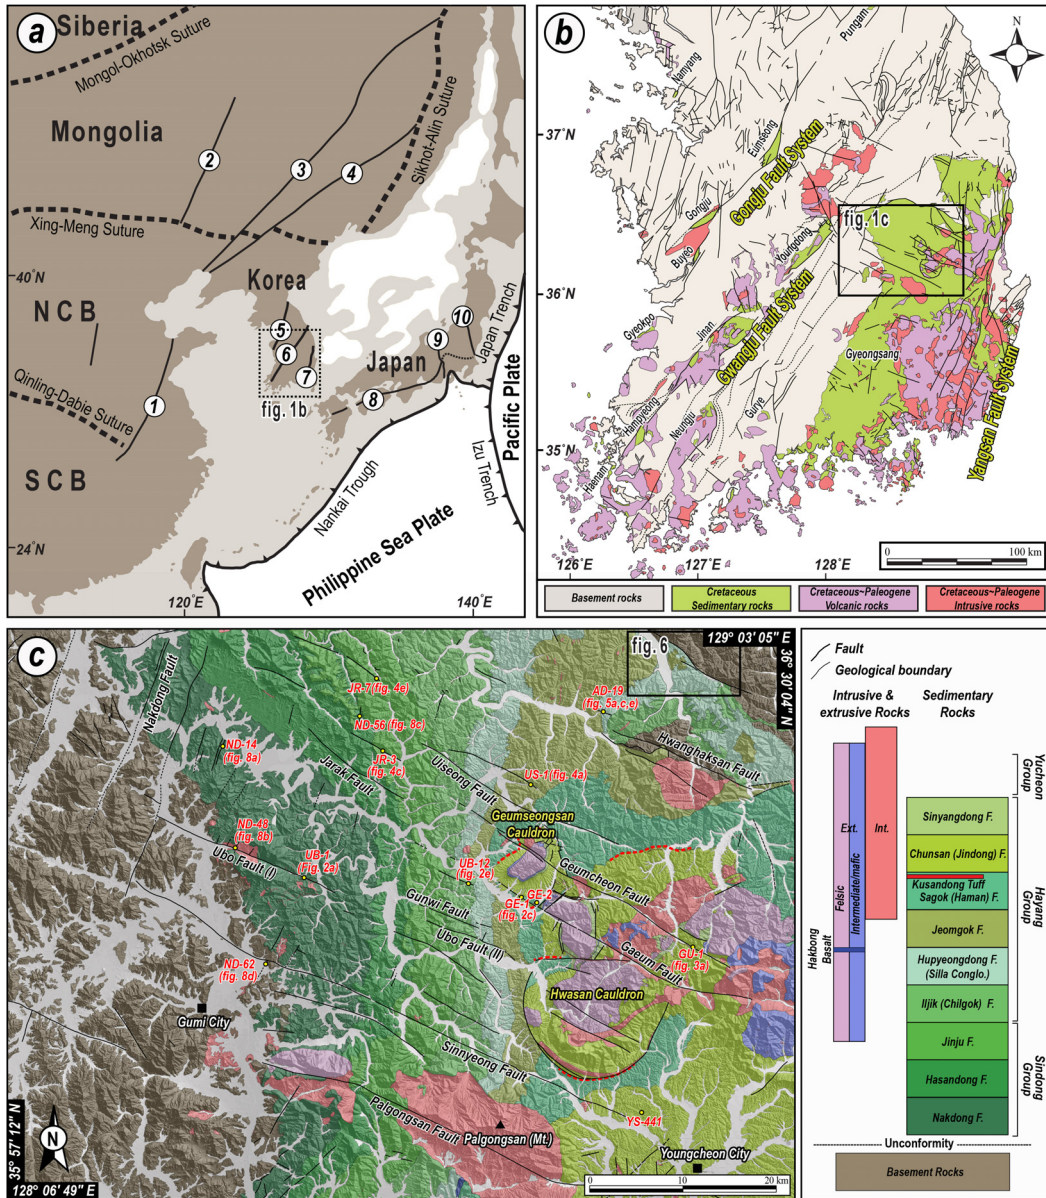 a
Siberia
Mongol-Okhotsk Suture
Mongolia
2
3
4
Sikhot-Alin Suture
Xing-Meng Suture
40°N
Korea
NCB
5
6
7
fig. 1b
Japan
8
9
10
Japan Trench
Pacific Plate
Qinling-Dabie Suture
1
SCB
Nankai Trough
Izu Trench
Philippine Sea Plate
24°N
120°E
140°E
b
N
Pungam
Namyang
37°N
Eumseong
Gongju Fault System
Gongju
Buyeo
fig. 1c
Youngdong
36°N
Gyeokpo
Jinan
Gwangju Fault System
Gyeongsang
Hampyeong
Neungju
Gurye
Yangsan Fault System
35°N
Haenam
0 100 km
126°E
127°E
128°E
Basement rocks
Cretaceous
Sedimentary rocks
Cretaceous~Paleogene
Volcanic rocks
Cretaceous~Paleogene
Intrusive rocks
c
fig. 6
129° 03' 05" E
36° 30' 04" N
Nakdong Fault
JR-7(fig. 4e)
ND-56 (fig. 8c)
AD-19
(fig. 5a,c,e)
ND-14
(fig. 8a)
JR-3
(fig. 4c)
Jarak Fault
Uiseong Fault
Hwanghaksan Fault
US-1(fig. 4a)
Geumseongsan
Cauldron
ND-48
(fig. 8b)
Ubo Fault (I)
UB-1
(Fig. 2a)
UB-12
(fig. 2e)
Geumcheon Fault
Gunwi Fault
GE-1
GE-2
(fig. 2c)
Ubo Fault (II)
Gaeum Fault
GU-1
(fig. 3a)
ND-62
(fig. 8d)
Hwasan Cauldron
Gumi City
Sinnyeong Fault
Palgongsan Fault
Palgongsan (Mt.)
YS-441
Youngcheon City
35° 57' 12" N
N
128° 06' 49" E
0 10 20 km
Fault
Geological boundary
Intrusive &
extrusive Rocks
Sedimentary
Rocks
Yucheon
Group
Sinyangdong F.
Ext.
Int.
Chunsan (Jindong) F.
Felsic
Intermediate/mafic
Kusandong Tuff
Sagok (Haman) F.
Hayang
Group
Jeomgok F.
Hakbong
Basalt
Hupyeongdong F.
(Silla Conglo.)
Iljik (Chilgok) F.
Jinju F.
Sindong
Group
Hasandong F.
Nakdong F.
Unconformity
Basement Rocks